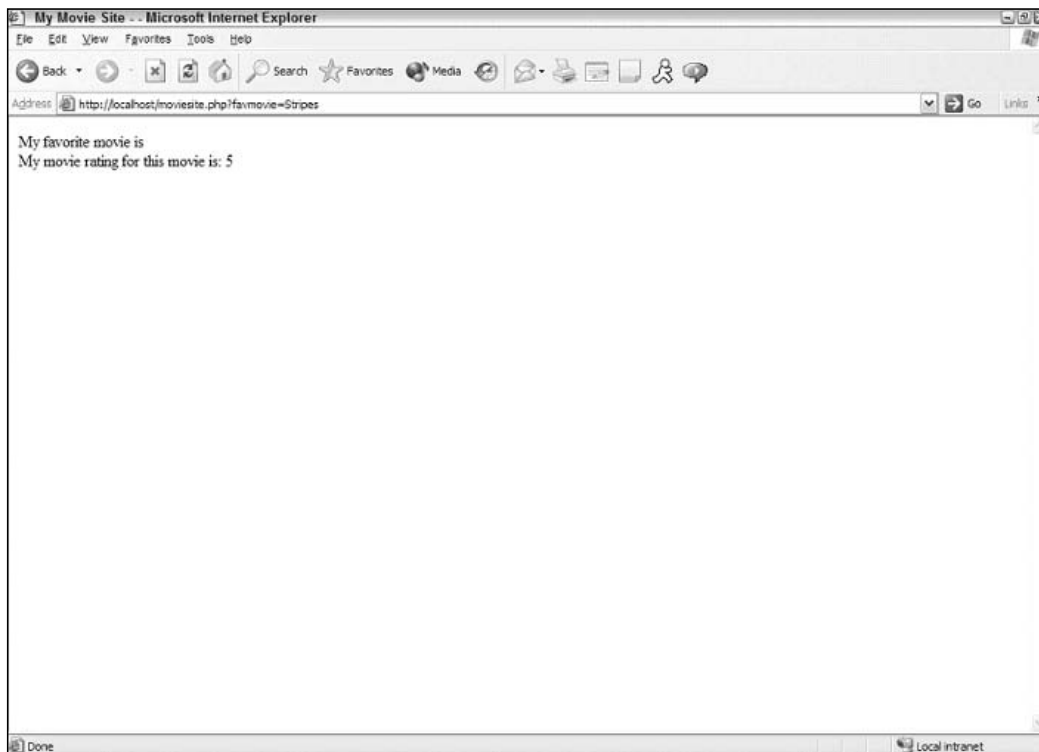 My Movie Site - - Microsoft Internet Explorer
File Edit View Favorites Tools Help
Back Search Favorites Media
Address http://localhost/moviesite.php?favmovie=Stripes Go Links
My favorite movie is
My movie rating for this movie is: 5
Done Local intranet